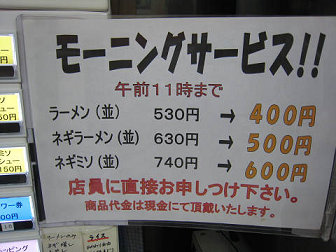 モーニングサービス!!
午前11時まで
ラーメン(並) 530円 → 400円
ネギラーメン(並) 630円 → 500円
ネギミソ(並) 740円 → 600円
店員に直接お申しつけ下さい。
商品代金は現金にて頂戴いたします。